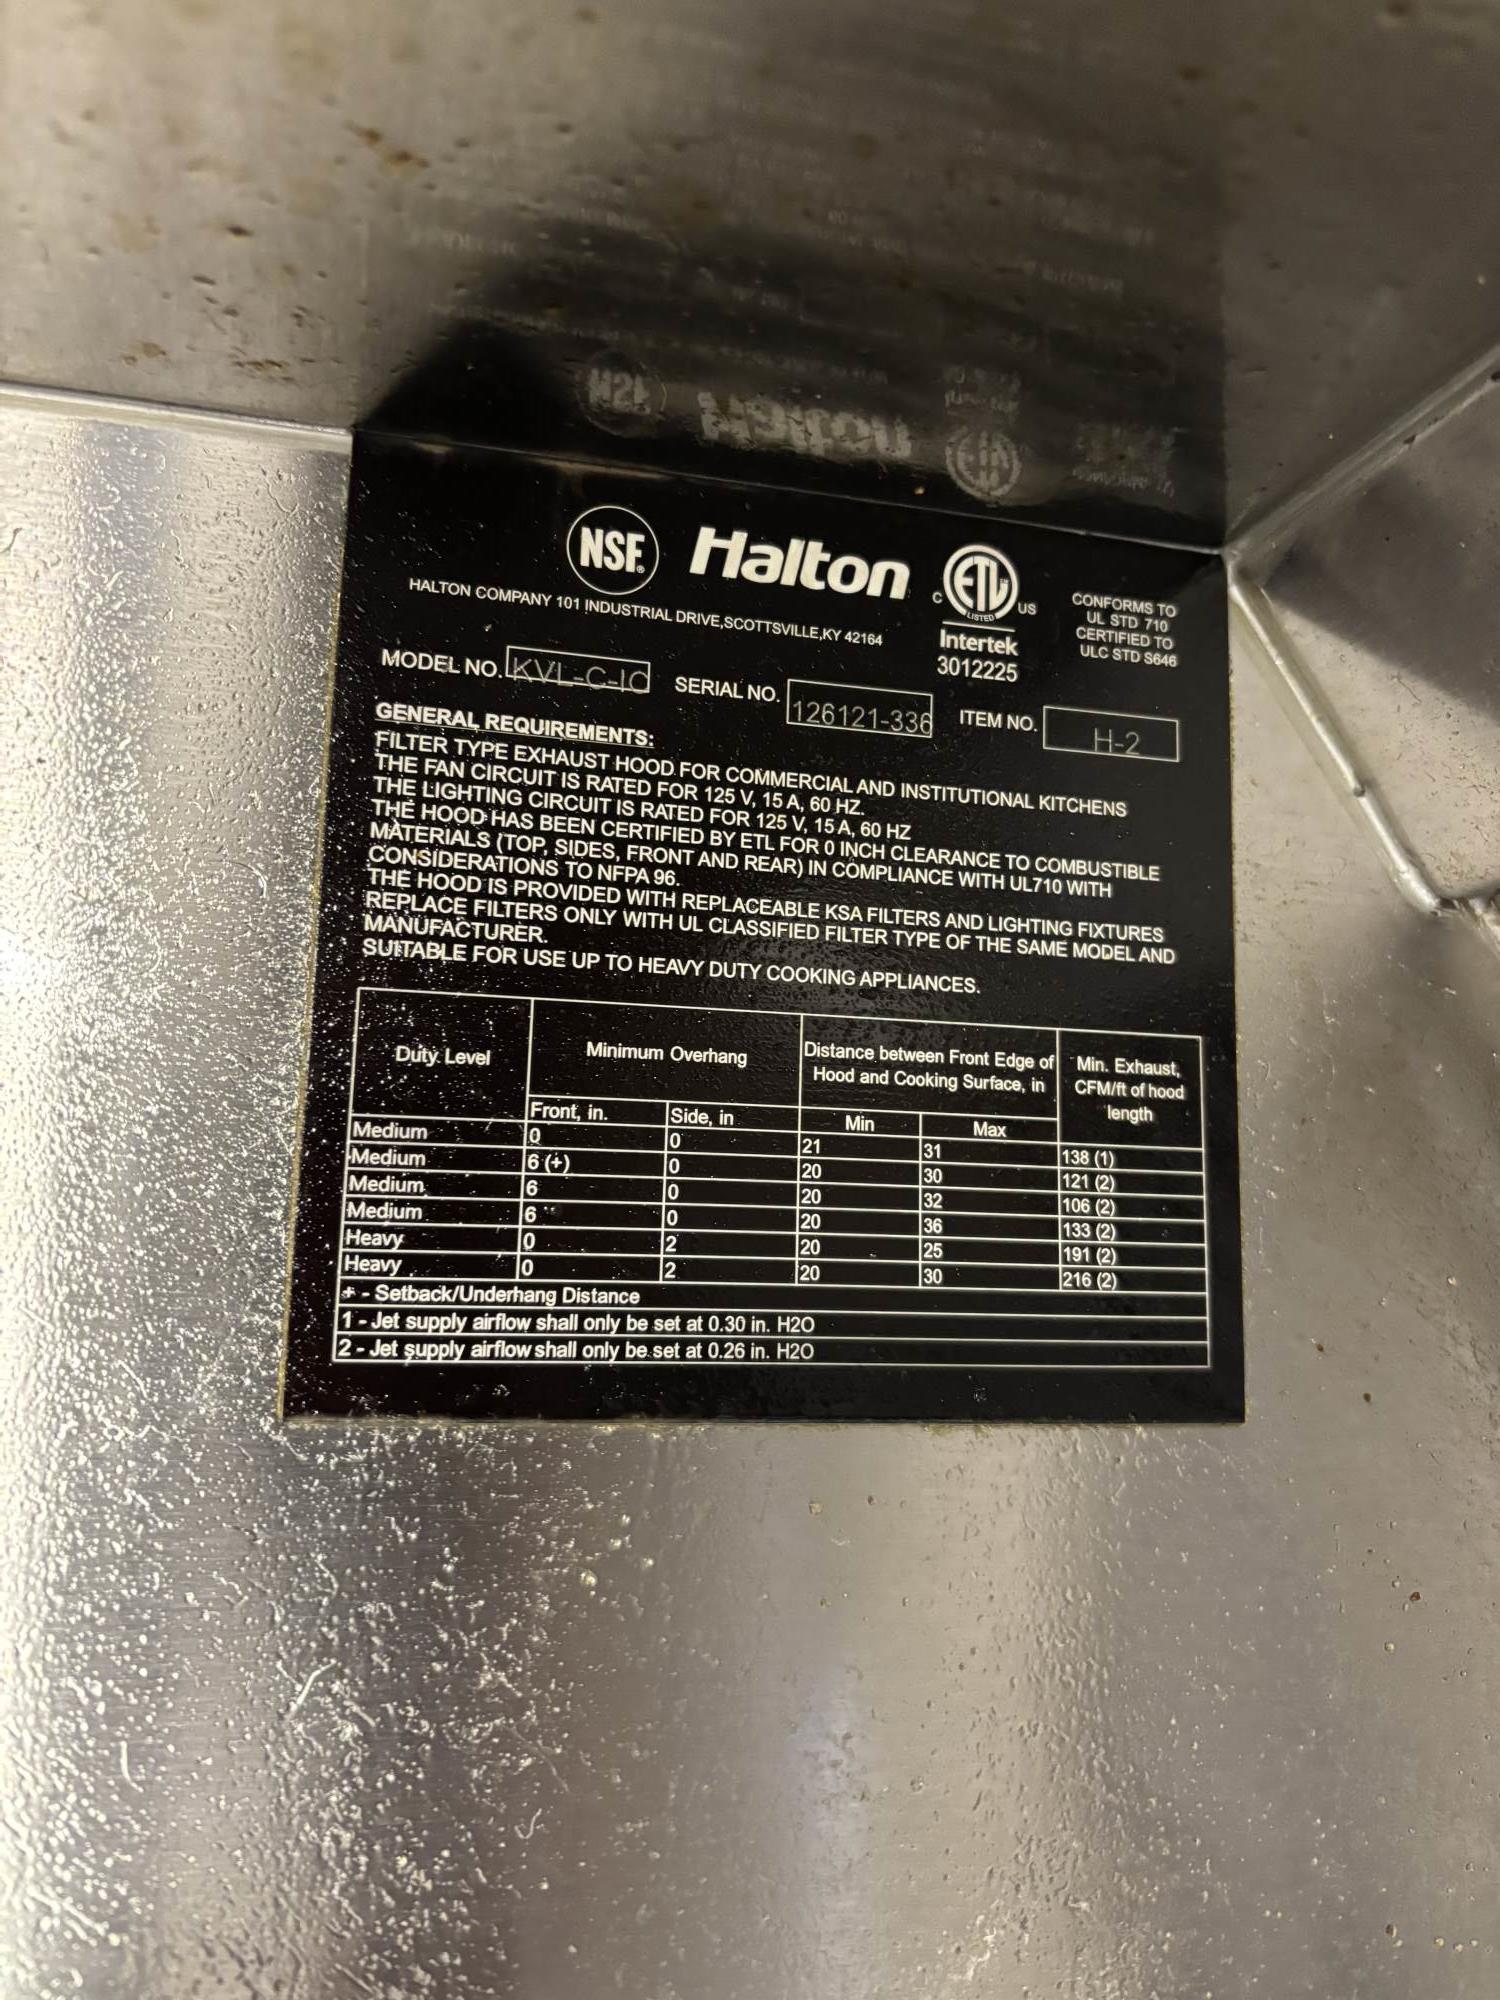 NSF
Halton
C ETL US
LISTED
Intertek
3012225
CONFORMS TO
UL STD 710
CERTIFIED TO
ULC STD S646
HALTON COMPANY 101 INDUSTRIAL DRIVE,SCOTTSVILLE,KY 42164
MODEL NO. KVL-C-IC SERIAL NO. 126121-336 ITEM NO. H-2
GENERAL REQUIREMENTS:
FILTER TYPE EXHAUST HOOD FOR COMMERCIAL AND INSTITUTIONAL KITCHENS
THE FAN CIRCUIT IS RATED FOR 125 V, 15 A, 60 HZ.
THE LIGHTING CIRCUIT IS RATED FOR 125 V, 15 A, 60 HZ
THE HOOD HAS BEEN CERTIFIED BY ETL FOR 0 INCH CLEARANCE TO COMBUSTIBLE
MATERIALS (TOP, SIDES, FRONT AND REAR) IN COMPLIANCE WITH UL710 WITH
CONSIDERATIONS TO NFPA 96.
THE HOOD IS PROVIDED WITH REPLACEABLE KSA FILTERS AND LIGHTING FIXTURES
REPLACE FILTERS ONLY WITH UL CLASSIFIED FILTER TYPE OF THE SAME MODEL AND
MANUFACTURER.
SUITABLE FOR USE UP TO HEAVY DUTY COOKING APPLIANCES.
Duty Level
Minimum Overhang
Distance between Front Edge of
Hood and Cooking Surface, in
Min. Exhaust,
CFM/ft of hood
length
Front, in. Side, in Min Max
Medium 0 0 21 31 138 (1)
Medium 6 (+) 0 20 30 121 (2)
Medium 6 0 20 32 106 (2)
Medium 6 0 20 36 133 (2)
Heavy 0 2 20 25 191 (2)
Heavy 0 2 20 30 216 (2)
+ - Setback/Underhang Distance
1 - Jet supply airflow shall only be set at 0.30 in. H2O
2 - Jet supply airflow shall only be set at 0.26 in. H2O